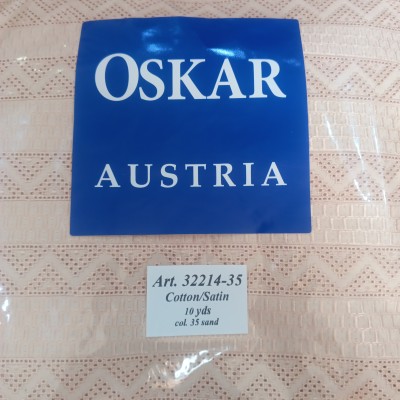 OSKAR
AUSTRIA
Art. 32214-35
Cotton/Satin
10 yds
col. 35 sand